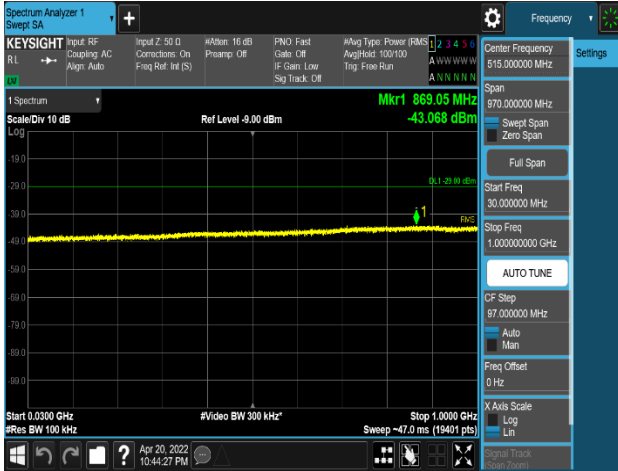 Spectrum Analyzer 1
Swept SA
+
Frequency
KEYSIGHT
R L
LV
Input: RF
Coupling: AC
Align: Auto
Input Z: 50 Ω
Corrections: On
Freq Ref: Int (S)
#Atten: 16 dB
Preamp: Off
PNO: Fast
Gate: Off
IF Gain: Low
Sig Track: Off
#Avg Type: Power (RMS
Avg|Hold: 100/100
Trig: Free Run
1 2 3 4 5 6
A W W W W W
A N N N N N
1 Spectrum
Scale/Div 10 dB
Ref Level -9.00 dBm
Mkr1 869.05 MHz
-43.068 dBm
Log
-19.0
-29.0
-39.0
-49.0
-59.0
-69.0
-79.0
-89.0
-99.0
DL1 -29.00 dBm
1
RMS
Start 0.0300 GHz
#Res BW 100 kHz
#Video BW 300 kHz*
Stop 1.0000 GHz
Sweep ~47.0 ms (19401 pts)
Center Frequency
515.000000 MHz
Settings
Span
970.000000 MHz
Swept Span
Zero Span
Full Span
Start Freq
30.000000 MHz
Stop Freq
1.000000000 GHz
AUTO TUNE
CF Step
97.000000 MHz
Auto
Man
Freq Offset
0 Hz
X Axis Scale
Log
Lin
Signal Track
(Span Zoom)
?
Apr 20, 2022
10:44:27 PM